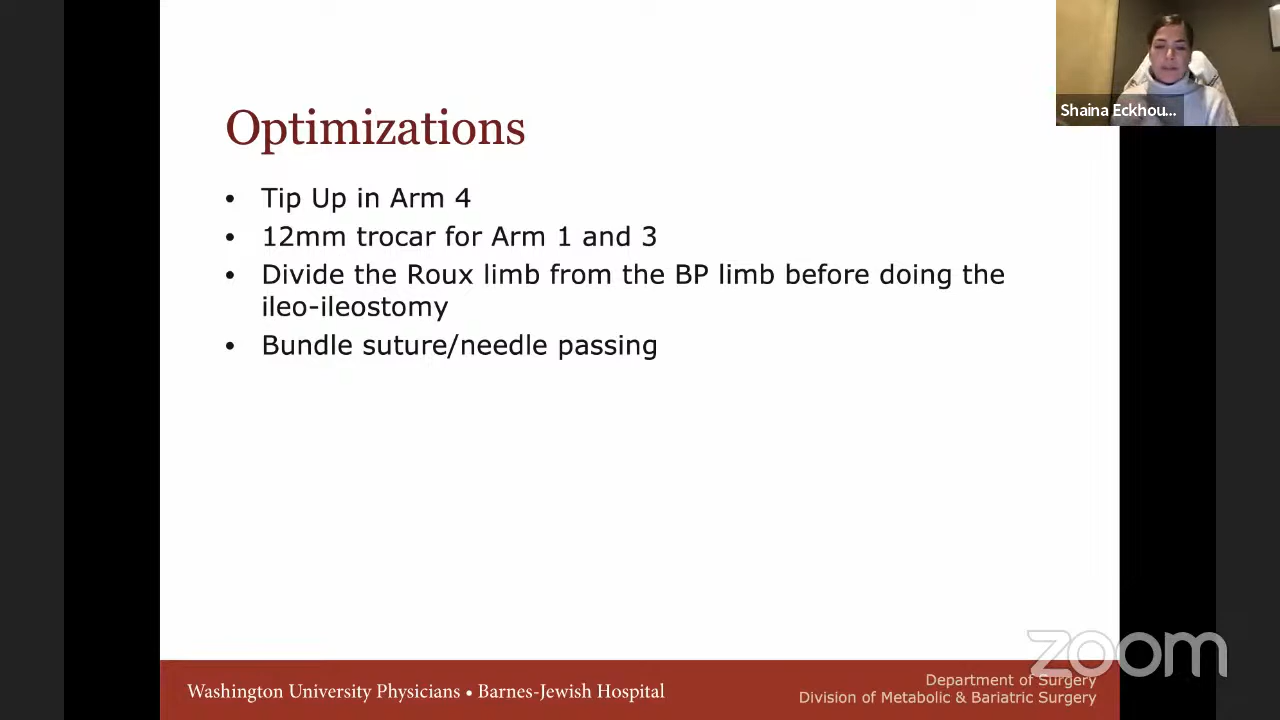 Shaina Eckhou...
Optimizations
• Tip Up in Arm 4
• 12mm trocar for Arm 1 and 3
• Divide the Roux limb from the BP limb before doing the
ileo-ileostomy
• Bundle suture/needle passing
zoom
Washington University Physicians • Barnes-Jewish Hospital
Department of Surgery
Division of Metabolic & Bariatric Surgery